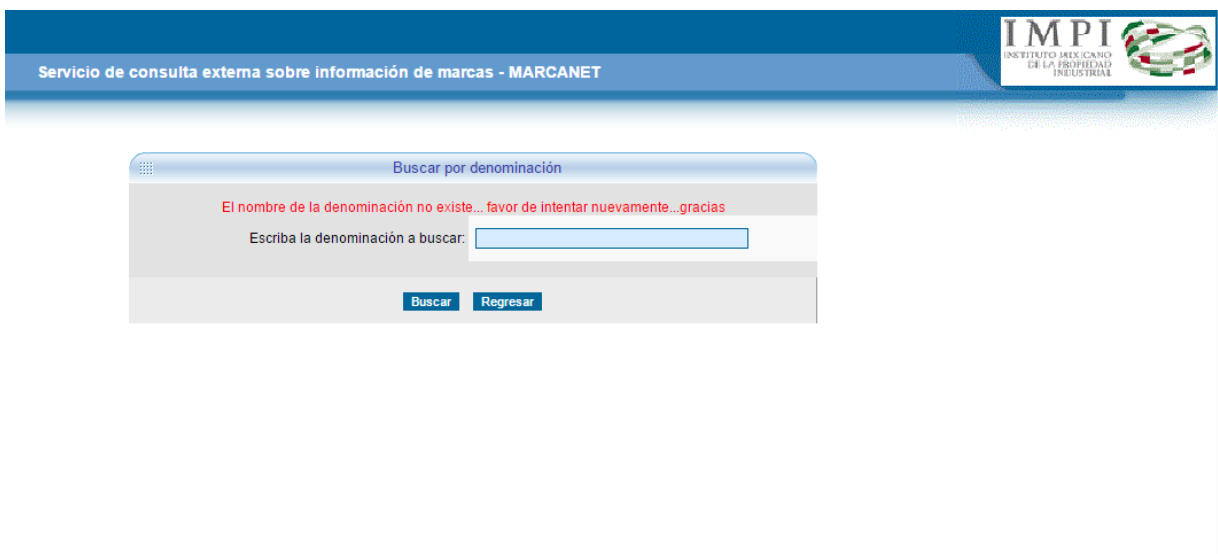 IMPI
INSTITUTO MEXICANO
DE LA PROPIEDAD
INDUSTRIAL
Servicio de consulta externa sobre información de marcas - MARCANET
Buscar por denominación
El nombre de la denominación no existe... favor de intentar nuevamente...gracias
Escriba la denominación a buscar:
Buscar Regresar